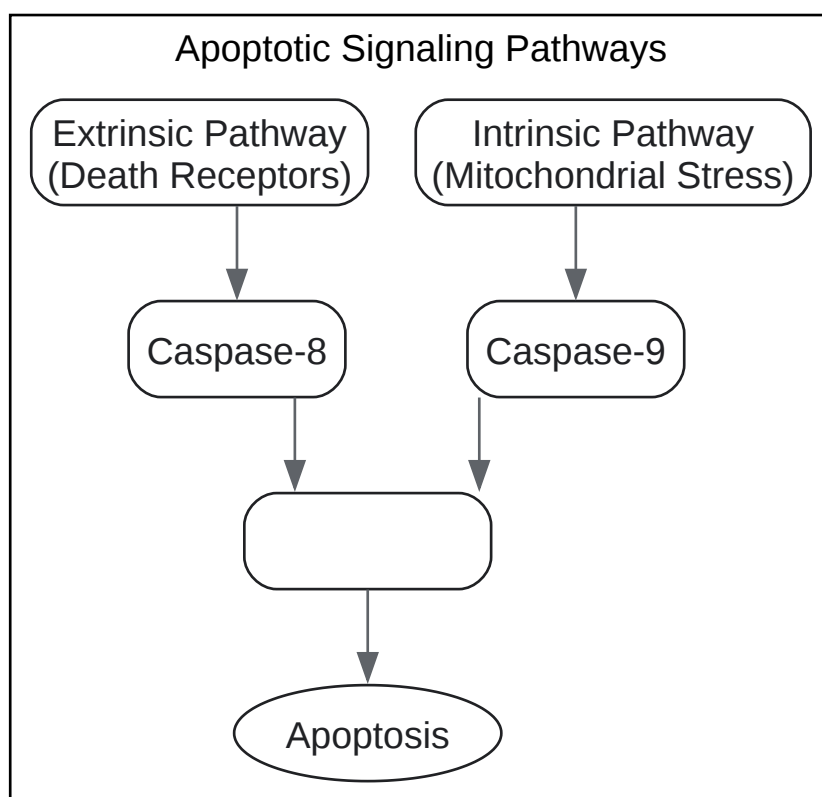 Apoptotic Signaling Pathways
Extrinsic Pathway
(Death Receptors)
Intrinsic Pathway
(Mitochondrial Stress)
Caspase-8
Caspase-9
Apoptosis